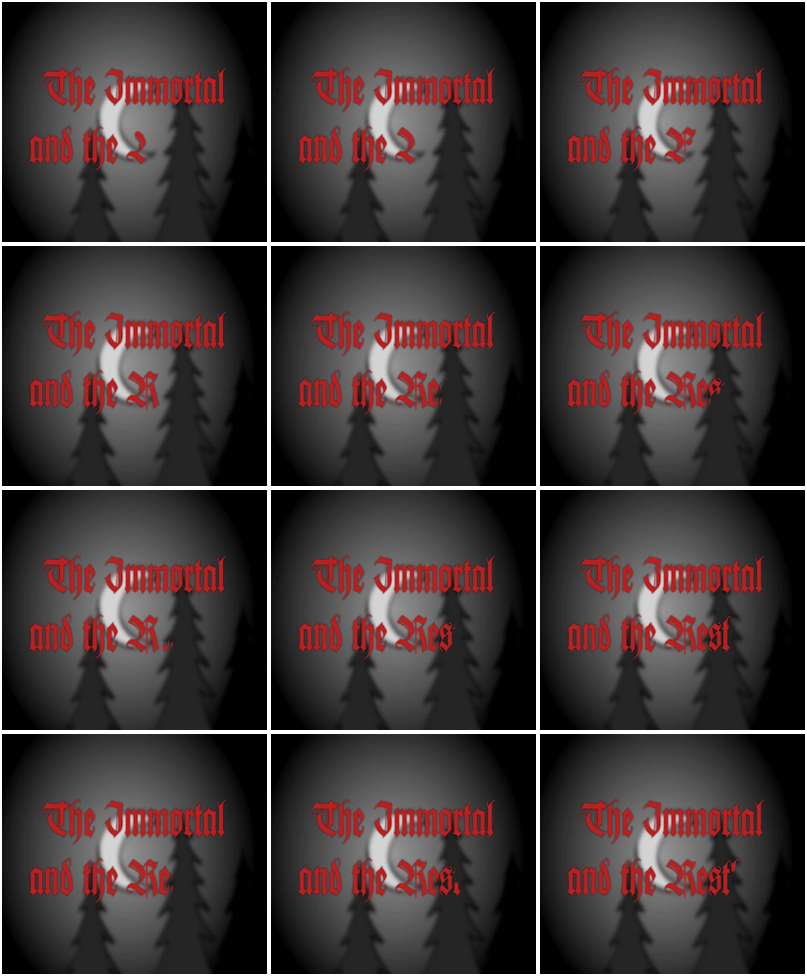 The Immortal
and the
The Immortal
and the
The Immortal
and the
The Immortal
and the R
The Immortal
and the Re
The Immortal
and the Res
The Immortal
and the R
The Immortal
and the Res
The Immortal
and the Rest
The Immortal
and the Re
The Immortal
and the Res
The Immortal
and the Rest